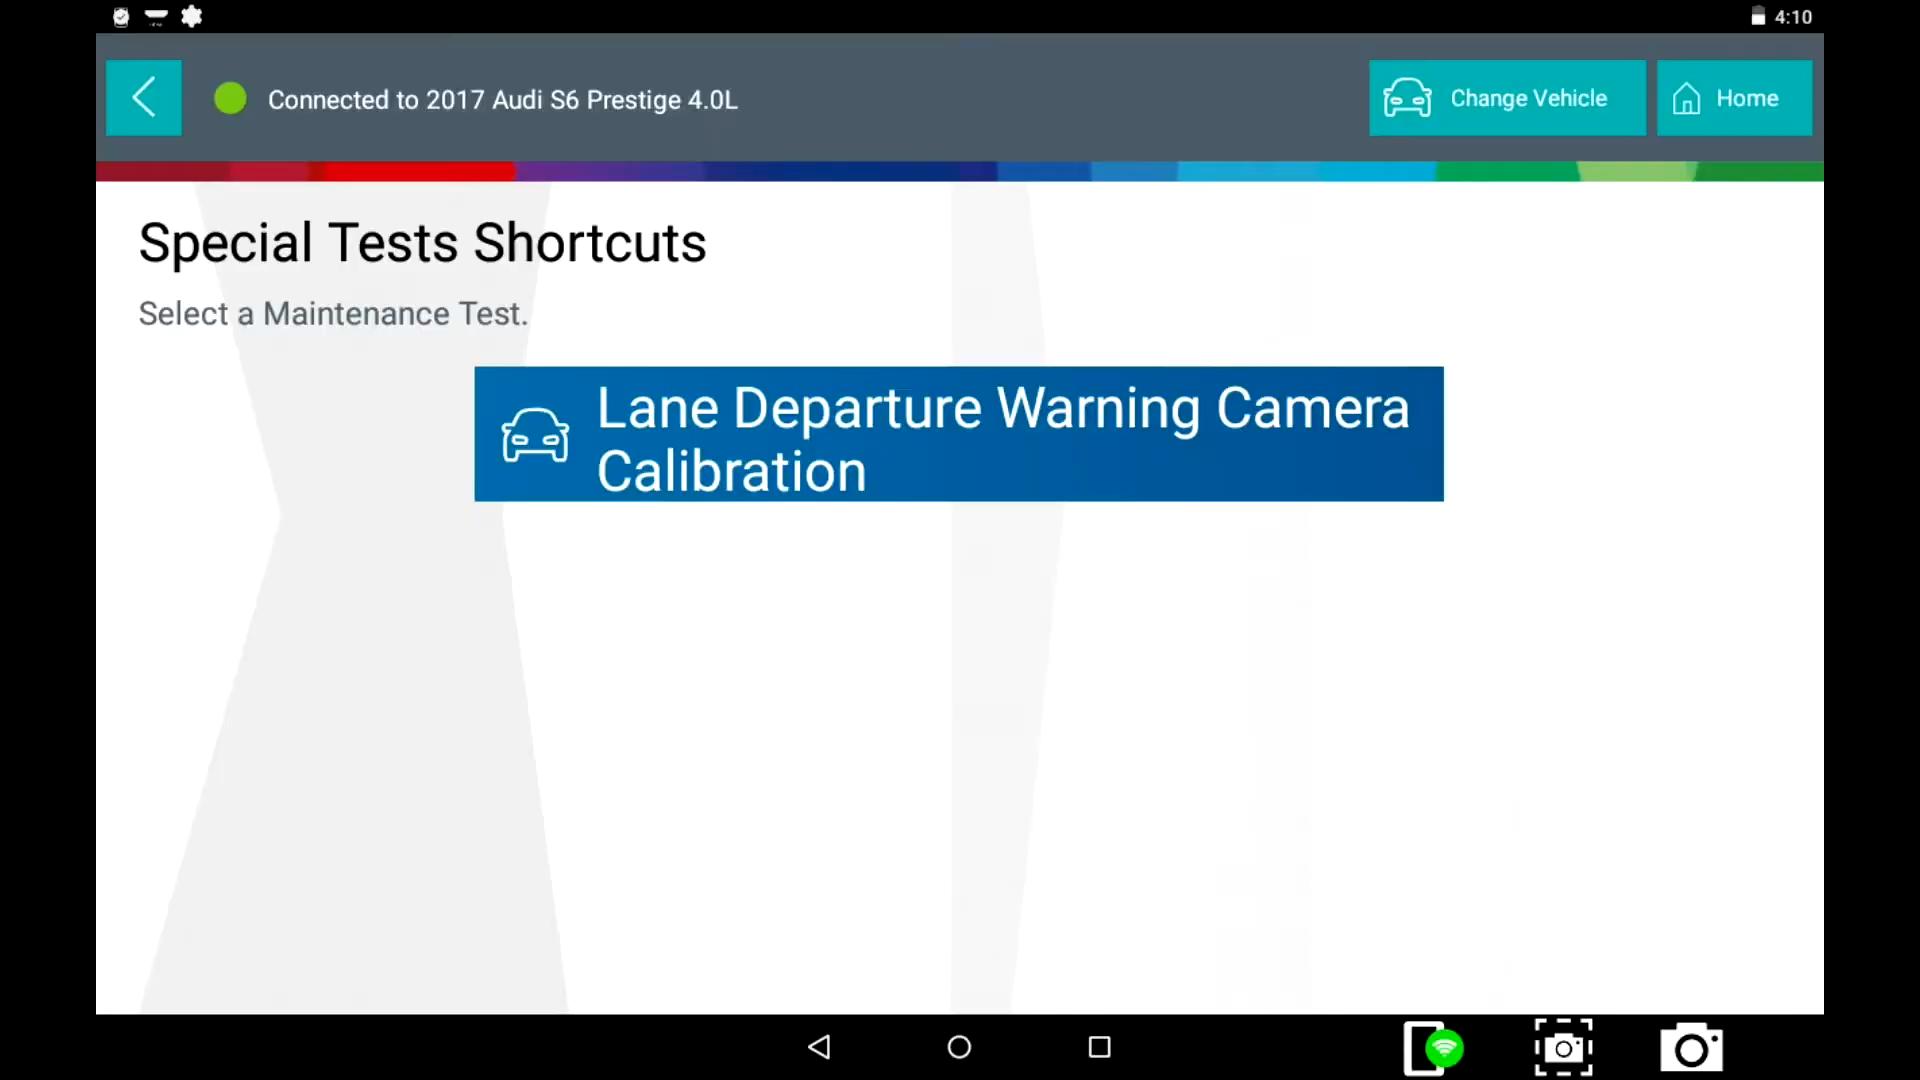 4:10
Connected to 2017 Audi S6 Prestige 4.0L
Change Vehicle
Home
Special Tests Shortcuts
Select a Maintenance Test.
Lane Departure Warning Camera
Calibration